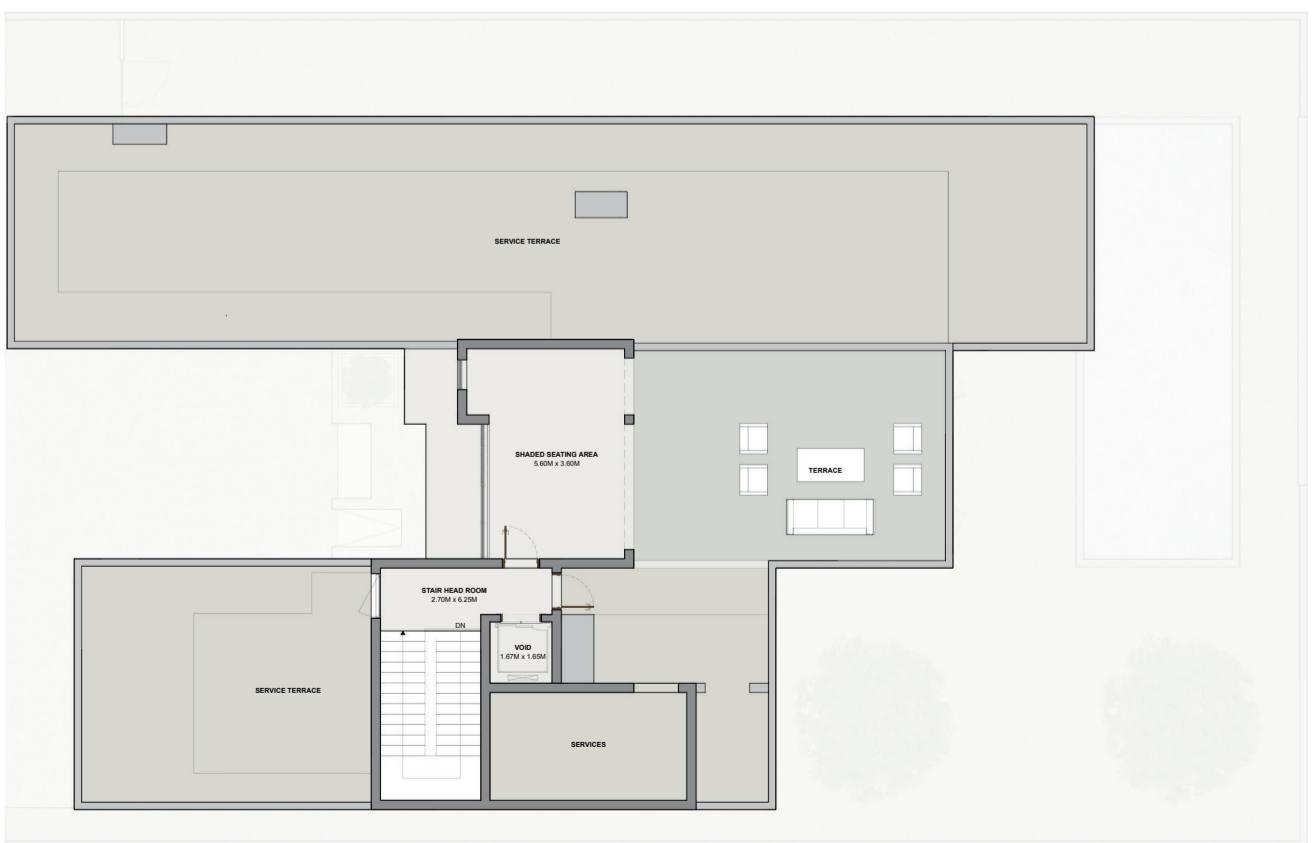 SERVICE TERRACE
SHADED SEATING AREA
5.60M x 3.60M
TERRACE
STAIR HEAD ROOM
2.70M x 6.25M
DN
VOID
1.67M x 1.65M
SERVICE TERRACE
SERVICES